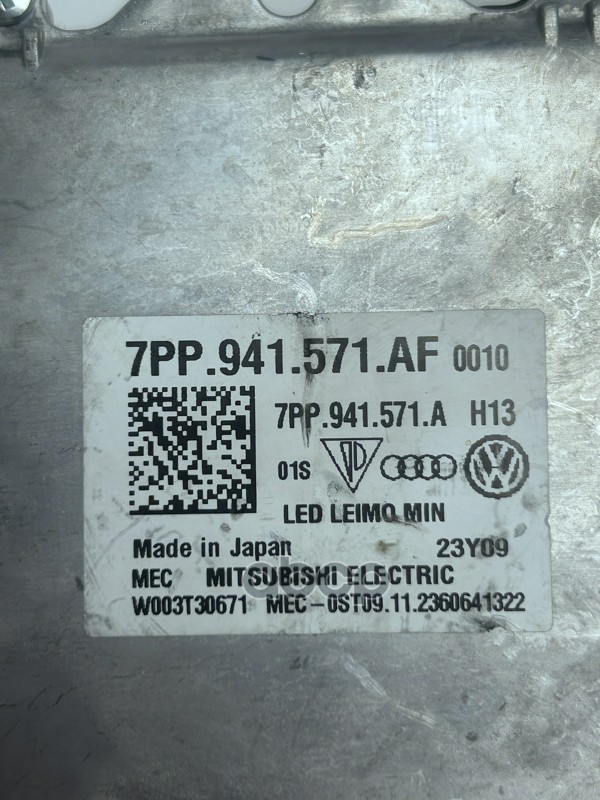 7PP.941.571.AF 0010
7PP.941.571.A H13
01S
LED LEIMO MIN
Made in Japan 23Y09
MEC MITSUBISHI ELECTRIC
W003T30671 MEC-0ST09.11.2360641322